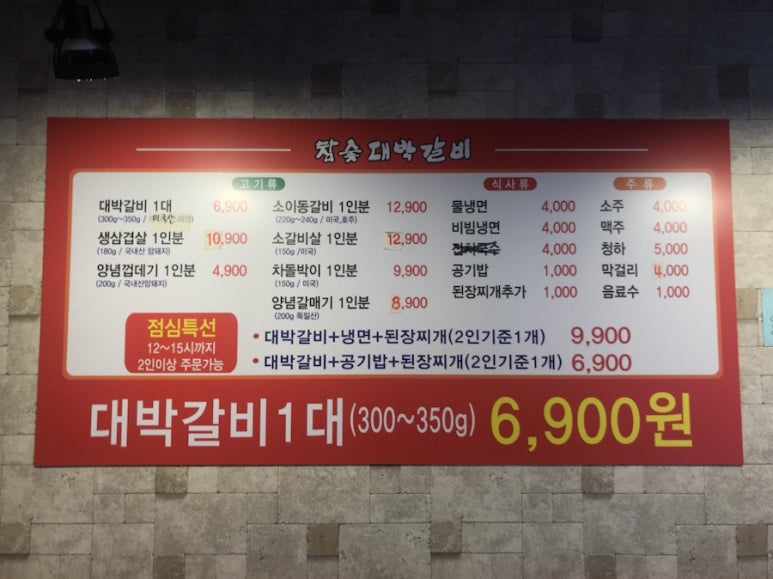 참숯대박갈비
고기류
대박갈비 1대 6,900
(300g~350g / 미국산
생삼겹살 1인분 10,900
(180g / 국내산 암돼지)
양념껍데기 1인분 4,900
(200g / 국내산암돼지)
소이동갈비 1인분 12,900
(220g~240g / 미국,호주)
소갈비살 1인분 12,900
(150g /미국)
차돌박이 1인분 9,900
(150g / 미국)
양념갈매기 1인분 8,900
(200g 독일산)
식사류
물냉면 4,000
비빔냉면 4,000
4,000
공기밥 1,000
된장찌개추가 1,000
주류
소주 4,000
맥주 4,000
청하 5,000
막걸리 4,000
음료수 1,000
점심특선
12~15시까지
2인이상 주문가능
• 대박갈비+냉면+된장찌개(2인기준1개) 9,900
• 대박갈비+공기밥+된장찌개(2인기준1개) 6,900
대박갈비1대(300~350g) 6,900원